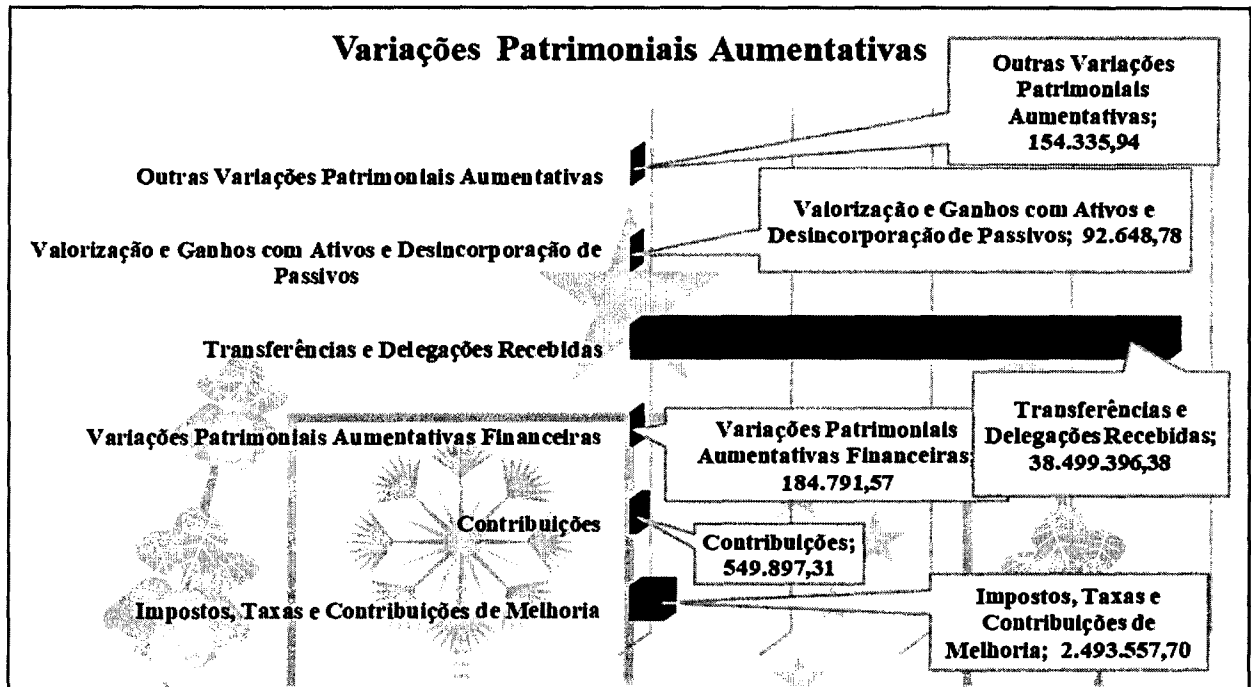 Variações Patrimoniais Aumentativas
Outras Variações
Patrimoniais
Aumentativas;
154.335,94
Outras Variações Patrimoniais Aumentativas
Valorização e Ganhos com Ativos e
Desincorporação de Passivos; 92.648,78
Valorização e Ganhos com Ativos e Desincorporação de
Passivos
Transferências e Delegações Recebidas
Transferências e
Delegações Recebidas;
38.499.396,38
Variações Patrimoniais Aumentativas Financeiras
Variações Patrimoniais
Aumentativas Financeiras;
184.791,57
Contribuições
Contribuições;
549.897,31
Impostos, Taxas e Contribuições de Melhoria
Impostos, Taxas e
Contribuições de
Melhoria; 2.493.557,70